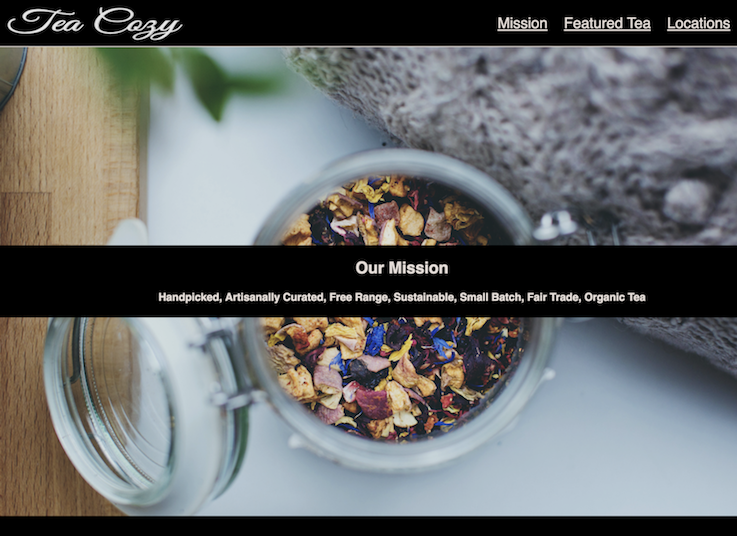 Tea Cozy
Mission Featured Tea Locations
Our Mission
Handpicked, Artisanally Curated, Free Range, Sustainable, Small Batch, Fair Trade, Organic Tea